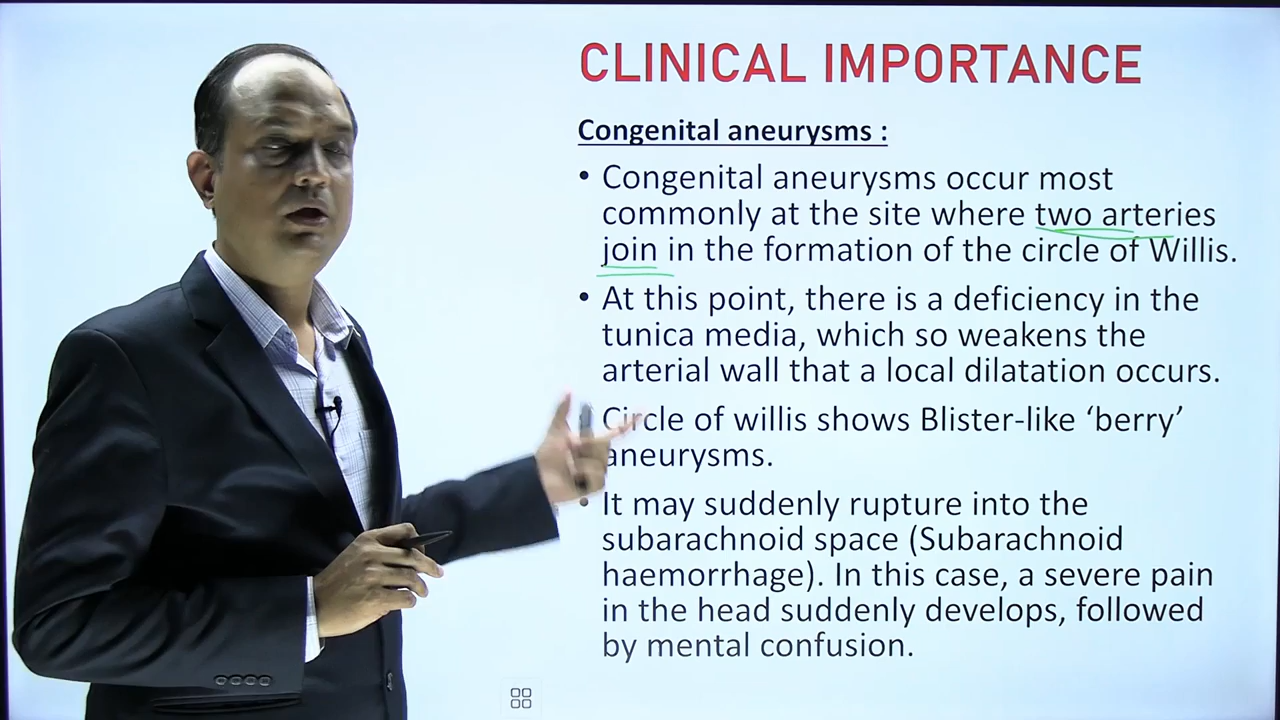 CLINICAL IMPORTANCE
Congenital aneurysms :
• Congenital aneurysms occur most
commonly at the site where two arteries
join in the formation of the circle of Willis.
• At this point, there is a deficiency in the
tunica media, which so weakens the
arterial wall that a local dilatation occurs.
Circle of willis shows Blister-like ‘berry’
aneurysms.
• It may suddenly rupture into the
subarachnoid space (Subarachnoid
haemorrhage). In this case, a severe pain
in the head suddenly develops, followed
by mental confusion.